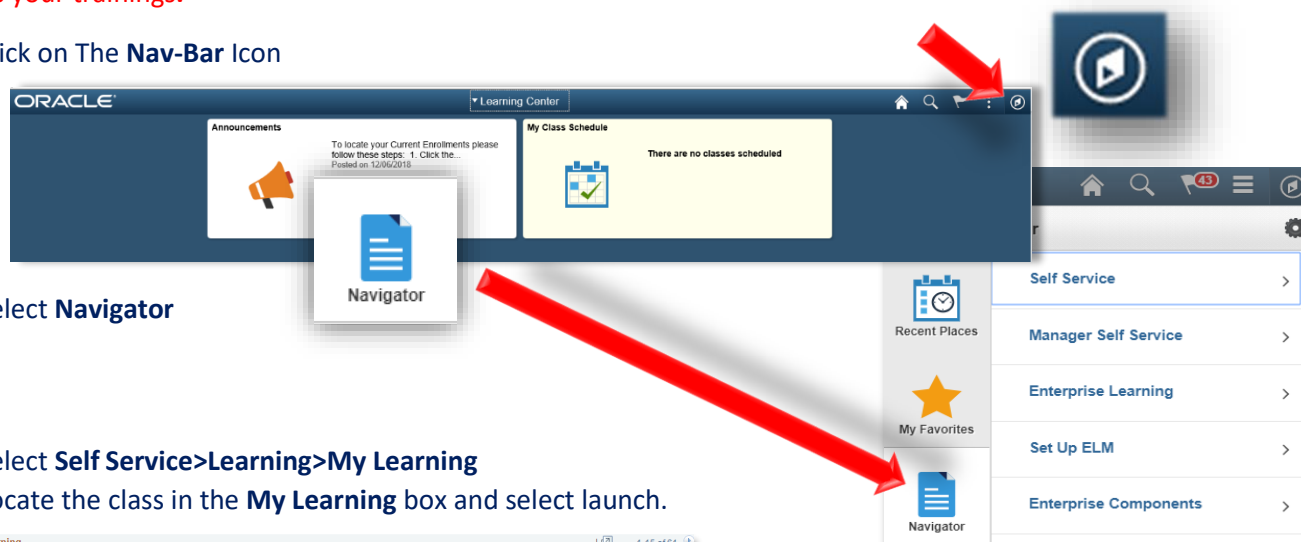 your trainings.
ick on The Nav-Bar Icon
ORACLE
Learning Center
Announcements
To locate your Current Enrollments please
follow these steps: 1. Click the...
Posted on 12/06/2018
My Class Schedule
There are no classes scheduled
43
r
Navigator
elect Navigator
Recent Places
My Favorites
Navigator
Self Service
Manager Self Service
Enterprise Learning
Set Up ELM
Enterprise Components
elect Self Service>Learning>My Learning
ocate the class in the My Learning box and select launch.